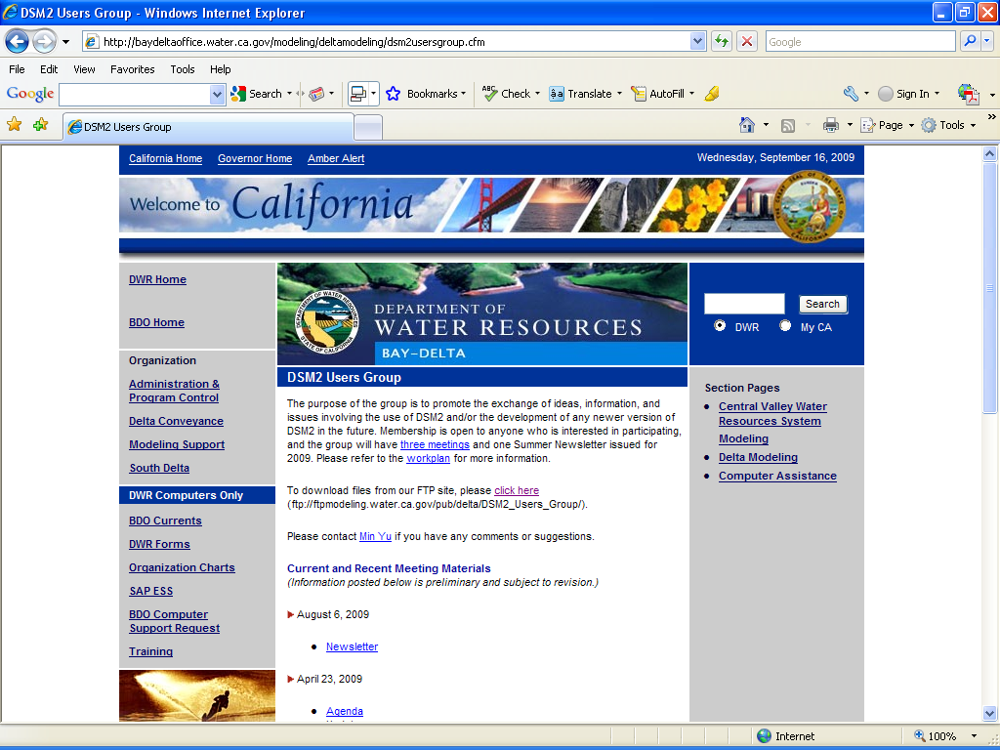 DSM2 Users Group - Windows Internet Explorer
http://baydeltaoffice.water.ca.gov/modeling/deltamodeling/dsm2usersgroup.cfm
Google
File Edit View Favorites Tools Help
Google Search Bookmarks Check Translate AutoFill Sign In
DSM2 Users Group
Page Tools
California Home Governor Home Amber Alert
Wednesday, September 16, 2009
Welcome to California
DWR Home
BDO Home
Organization
Administration &
Program Control
Delta Conveyance
Modeling Support
South Delta
DWR Computers Only
BDO Currents
DWR Forms
Organization Charts
SAP ESS
BDO Computer
Support Request
Training
DEPARTMENT OF
WATER RESOURCES
BAY-DELTA
DSM2 Users Group
The purpose of the group is to promote the exchange of ideas, information, and
issues involving the use of DSM2 and/or the development of any newer version of
DSM2 in the future. Membership is open to anyone who is interested in participating,
and the group will have three meetings and one Summer Newsletter issued for
2009. Please refer to the workplan for more information.
To download files from our FTP site, please click here
(ftp://ftpmodeling.water.ca.gov/pub/delta/DSM2_Users_Group/).
Please contact Min Yu if you have any comments or suggestions.
Current and Recent Meeting Materials
(Information posted below is preliminary and subject to revision.)
August 6, 2009
Newsletter
April 23, 2009
Agenda
Search
DWR My CA
Section Pages
Central Valley Water
Resources System
Modeling
Delta Modeling
Computer Assistance
Internet
100%